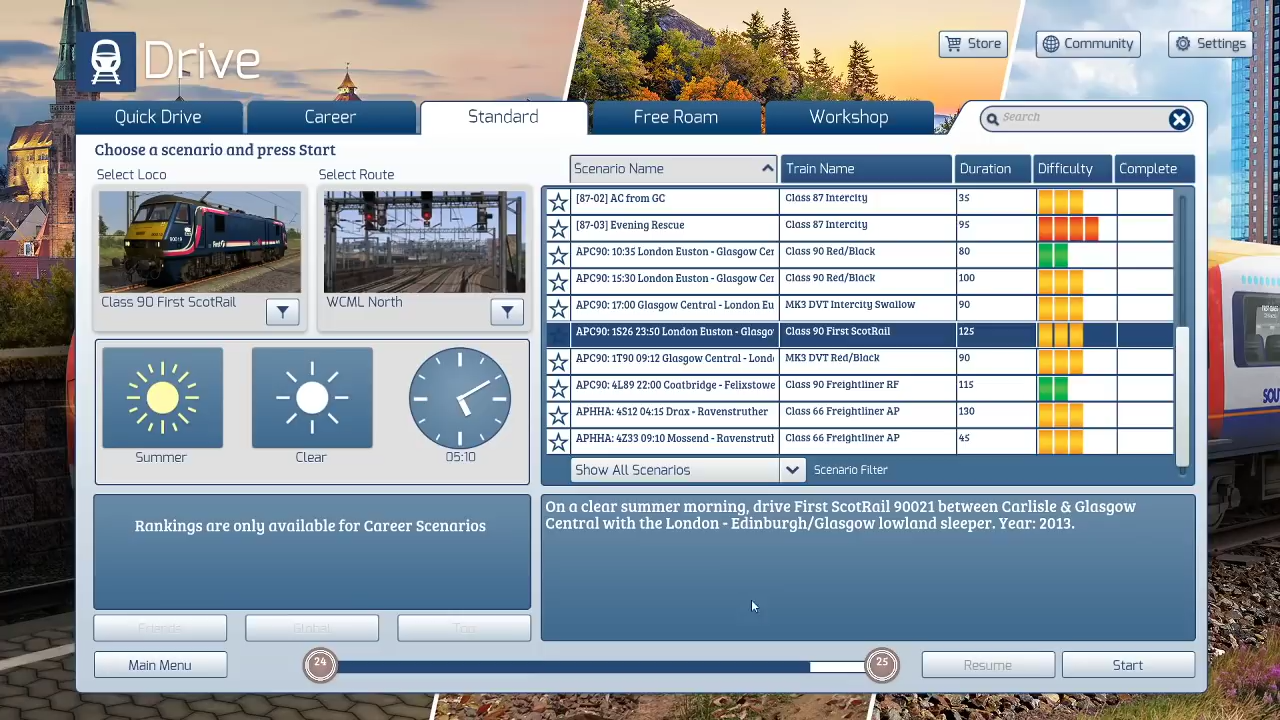 Drive
Store
Community
Settings
Quick Drive
Career
Standard
Free Roam
Workshop
Search
Choose a scenario and press Start
Select Loco
Select Route
Class 90 First ScotRail
WCML North
Summer
Clear
05:10
Scenario Name
Train Name
Duration
Difficulty
Complete
[87-02] AC from GC
Class 87 Intercity
35
[87-03] Evening Rescue
Class 87 Intercity
95
APC90: 10:35 London Euston - Glasgow Cer
Class 90 Red/Black
80
APC90: 15:30 London Euston - Glasgow Cer
Class 90 Red/Black
100
APC90: 17:00 Glasgow Central - London Eu
MK3 DVT Intercity Swallow
90
APC90: 1S26 23:50 London Euston - Glasgo
Class 90 First ScotRail
125
APC90: 1T90 09:12 Glasgow Central - Lond
MK3 DVT Red/Black
90
APC90: 4L89 22:00 Coatbridge - Felixstowe
Class 90 Freightliner RF
115
APHHA: 4S12 04:15 Drax - Ravenstruther
Class 66 Freightliner AP
130
APHHA: 4Z33 09:10 Mossend - Ravenstruth
Class 66 Freightliner AP
45
Show All Scenarios
Scenario Filter
Rankings are only available for Career Scenarios
On a clear summer morning, drive First ScotRail 90021 between Carlisle & Glasgow
Central with the London - Edinburgh/Glasgow lowland sleeper. Year: 2013.
Friends
Global
Top
Main Menu
24
25
Resume
Start
SOU